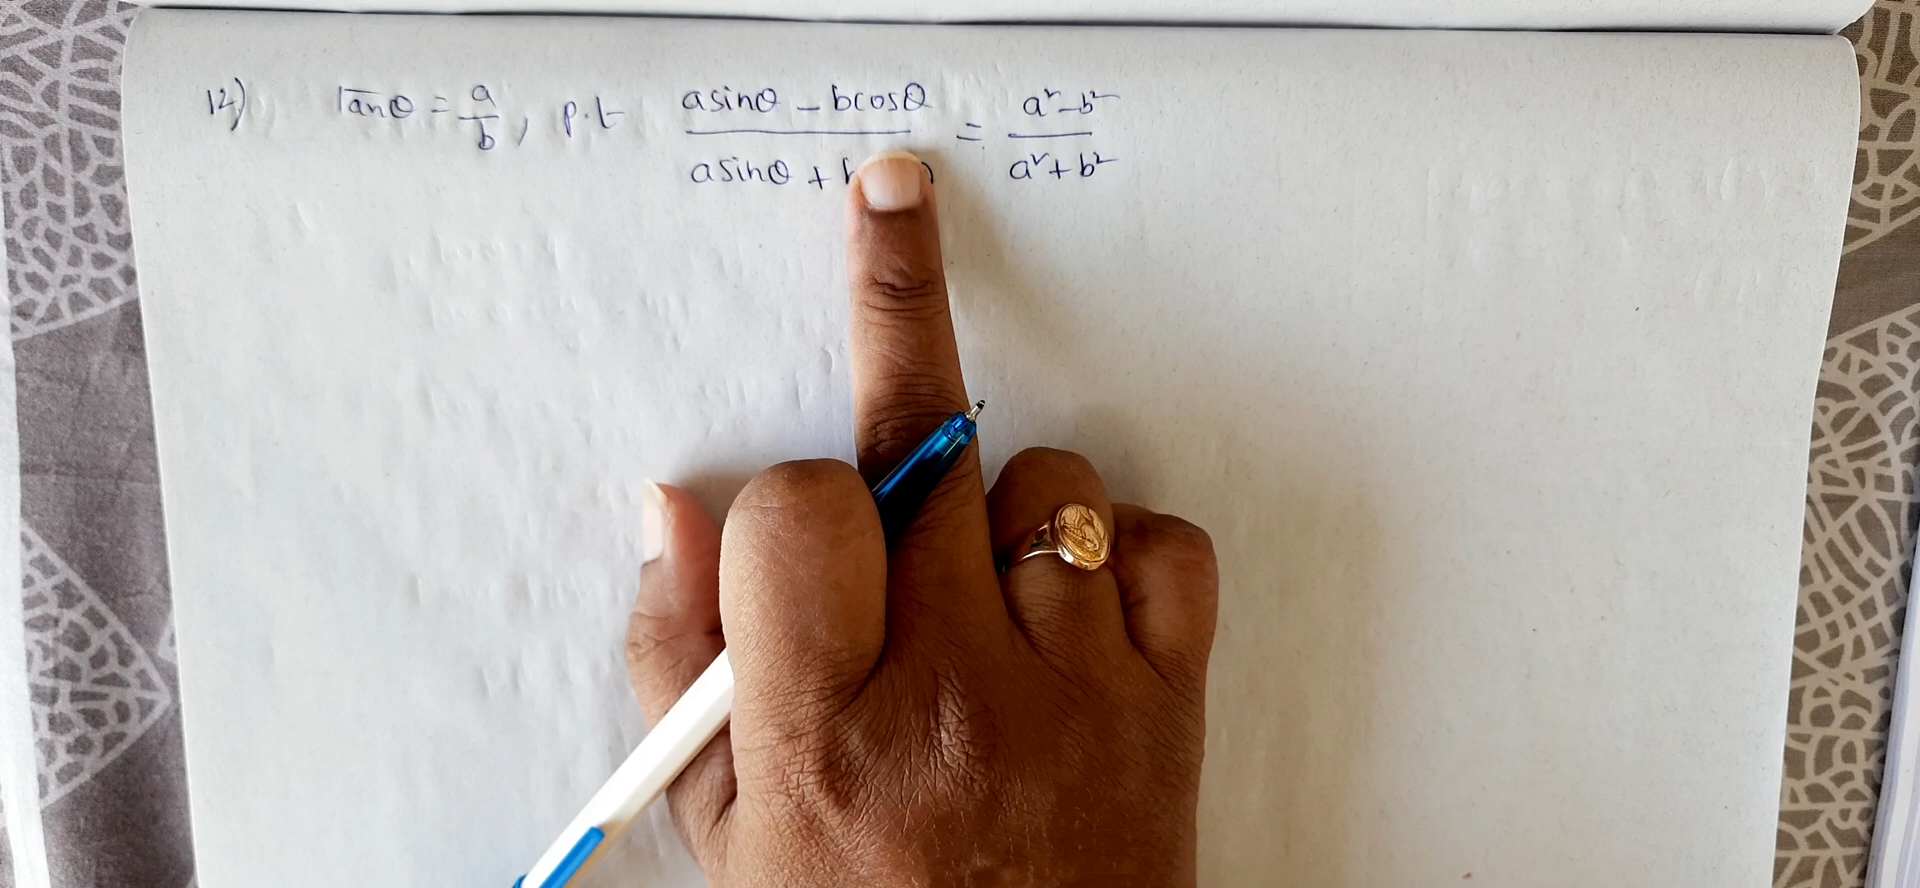 12) Tanθ = a/b, p.t (asinθ - bcosθ)/(asinθ + b) = (a² - b²)/(a² + b²)